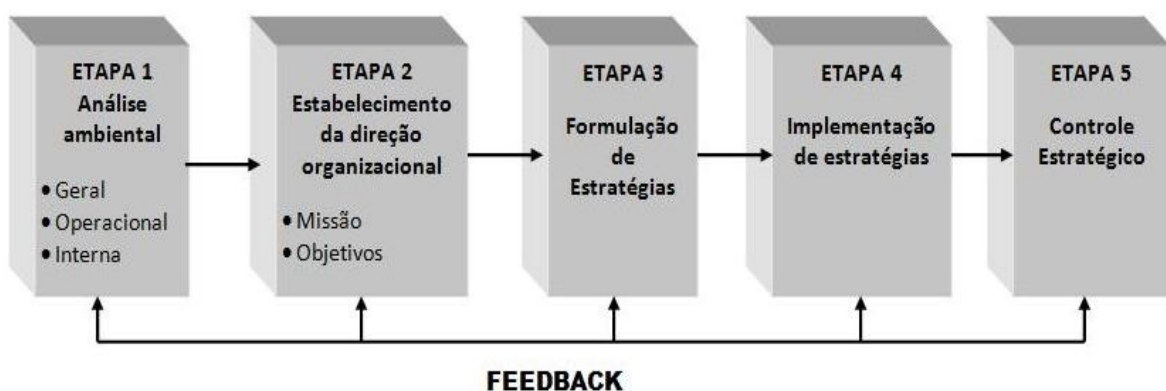 ETAPA 1
Análise
ambiental
• Geral
• Operacional
• Interna
ETAPA 2
Estabelecimento
da direção
organizacional
• Missão
• Objetivos
ETAPA 3
Formulação
de
Estratégias
ETAPA 4
Implementação
de estratégias
ETAPA 5
Controle
Estratégico
FEEDBACK